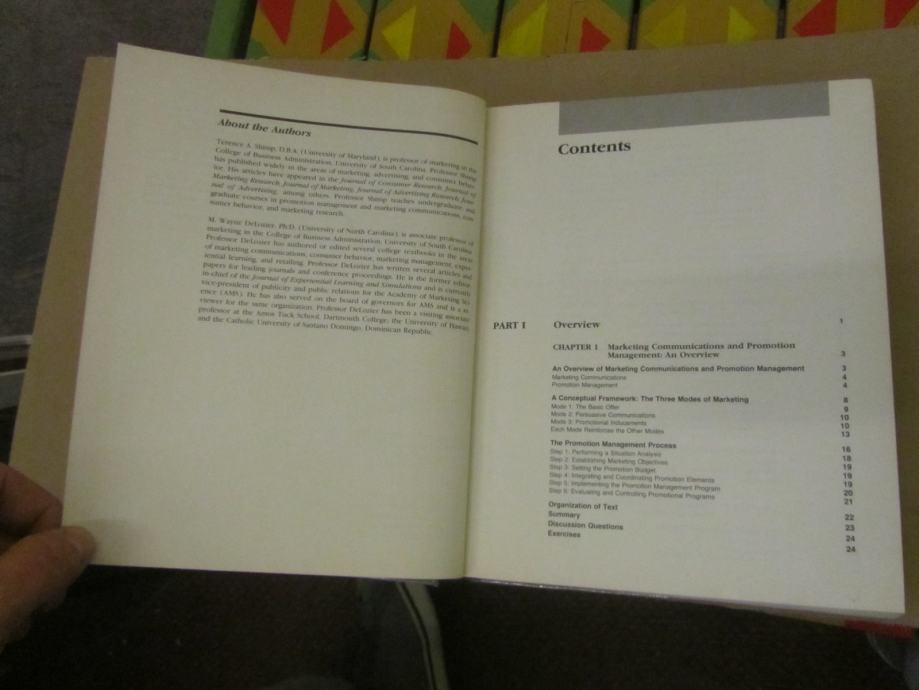 About the Authors
Terence A. Shimp, D.B.A. (University of Maryland), is professor of marketing in the
College of Business Administration, University of South Carolina. Professor Shimp
has published widely in the areas of marketing, advertising, and consumer behav-
ior. His articles have appeared in the Journal of Consumer Research, Journal of
Marketing Research, Journal of Marketing, Journal of Advertising Research, Jour-
nal of Advertising, among others. Professor Shimp teaches undergraduate and
graduate courses in promotion management and marketing communications, con-
sumer behavior, and marketing research.
M. Wayne DeLozier, Ph.D. (University of North Carolina), is associate professor of
marketing in the College of Business Administration, University of South Carolina.
Professor DeLozier has authored or edited several college textbooks in the areas
of marketing communications, consumer behavior, marketing management, exper-
iential learning, and retailing. Professor DeLozier has written several articles and
papers for leading journals and conference proceedings. He is the former editor-
in-chief of the Journal of Experiential Learning and Simulations and is currently
vice-president of publicity and public relations for the Academy of Marketing Sci-
ence (AMS). He has also served on the board of governors for AMS and is a re-
viewer for the same organization. Professor DeLozier has been a visiting associate
professor at the Amos Tuck School, Dartmouth College; the University of Hawaii;
and the Catholic University of Santiano Domingo, Dominican Republic.
Contents
PART I Overview 1
CHAPTER 1 Marketing Communications and Promotion
Management: An Overview 3
An Overview of Marketing Communications and Promotion Management 3
Marketing Communications 4
Promotion Management 4
A Conceptual Framework: The Three Modes of Marketing 8
Mode 1: The Basic Offer 9
Mode 2: Persuasive Communications 10
Mode 3: Promotional Inducements 10
Each Mode Reinforces the Other Modes 13
The Promotion Management Process 16
Step 1: Performing a Situation Analysis 18
Step 2: Establishing Marketing Objectives 19
Step 3: Setting the Promotion Budget 19
Step 4: Integrating and Coordinating Promotion Elements 19
Step 5: Implementing the Promotion Management Program 20
Step 6: Evaluating and Controlling Promotional Programs 21
Organization of Text 22
Summary 23
Discussion Questions 24
Exercises 24